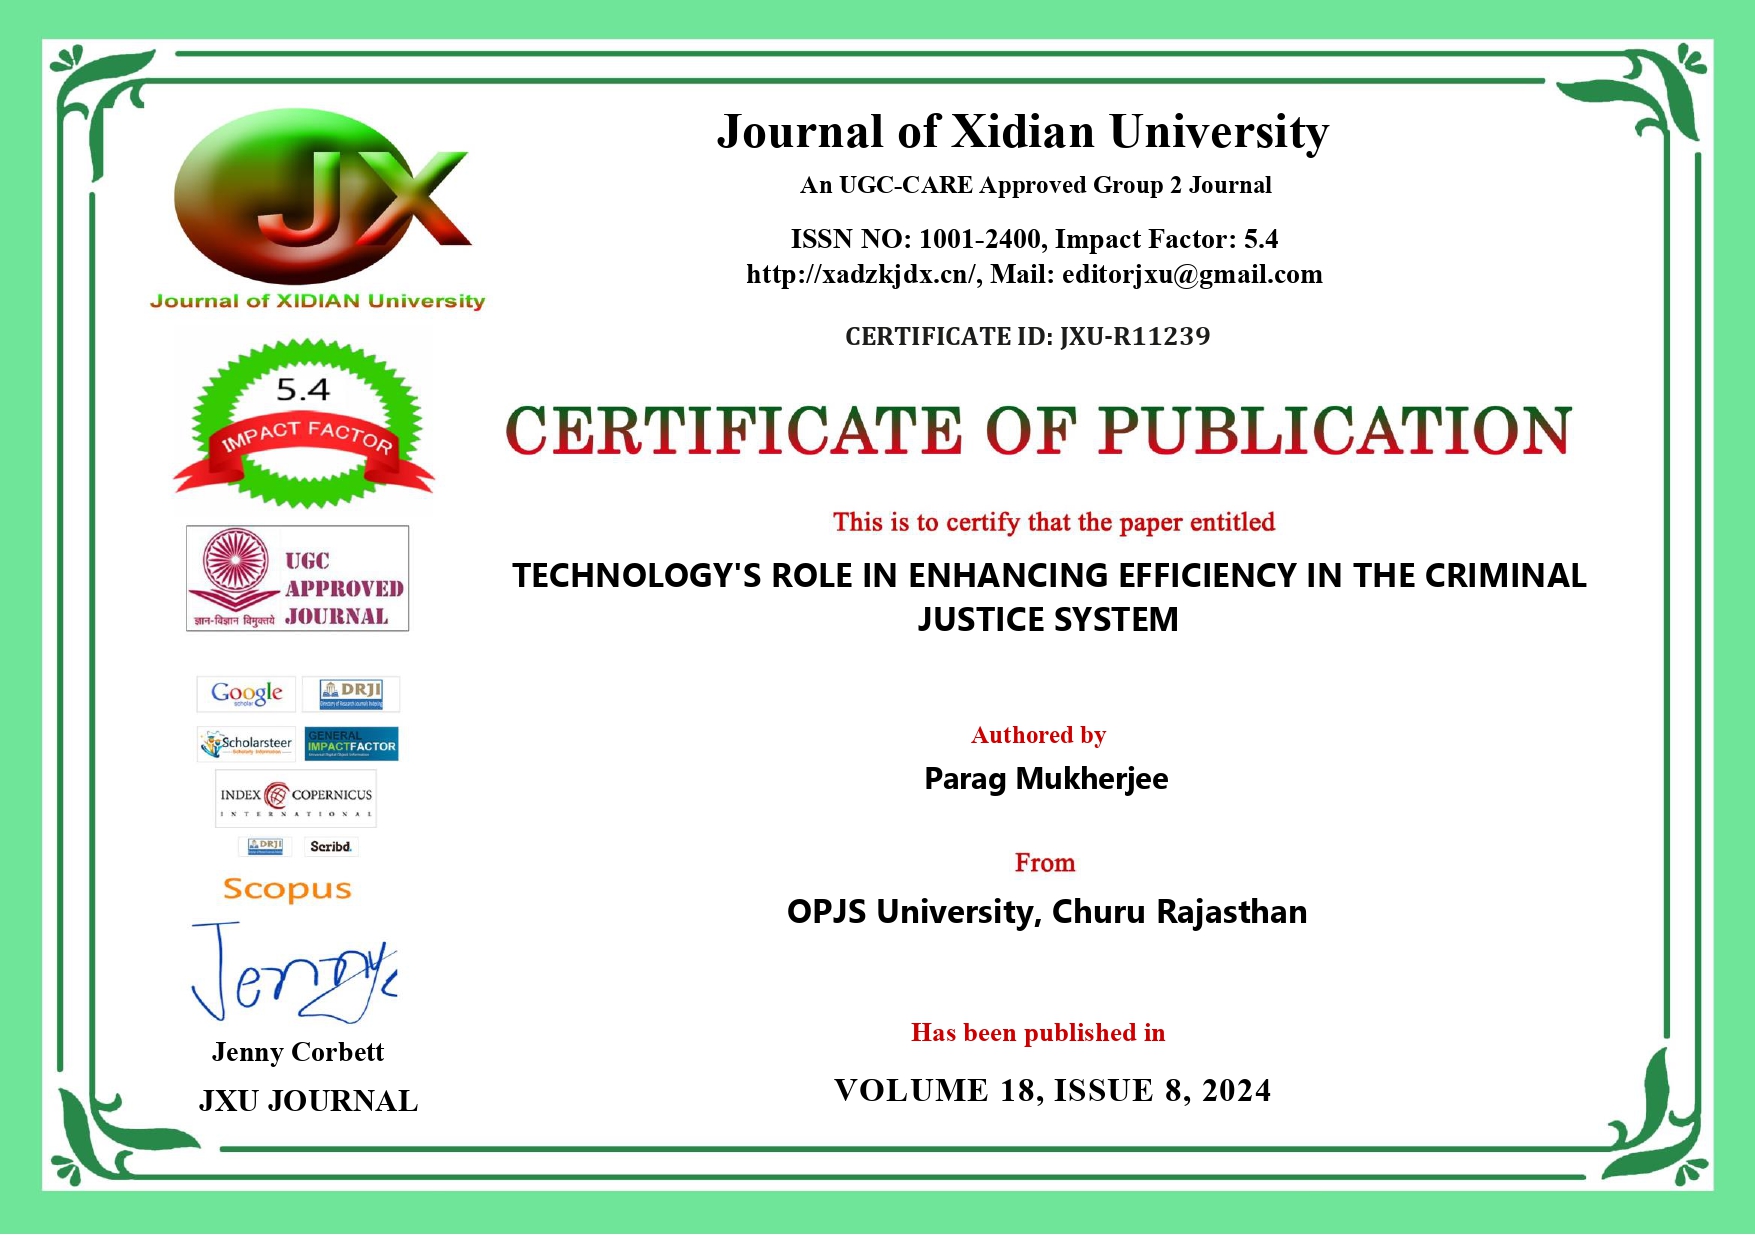 JX
Journal of XIDIAN University
Journal of Xidian University
An UGC-CARE Approved Group 2 Journal
ISSN NO: 1001-2400, Impact Factor: 5.4
http://xadzkjdx.cn/, Mail: editorjxu@gmail.com
CERTIFICATE ID: JXU-R11239
5.4
IMPACT FACTOR
CERTIFICATE OF PUBLICATION
This is to certify that the paper entitled
TECHNOLOGY'S ROLE IN ENHANCING EFFICIENCY IN THE CRIMINAL
JUSTICE SYSTEM
UGC
APPROVED
JOURNAL
ज्ञान-विज्ञान विमुक्तये
Google
scholar
DRJI
Scholarsteer
Scholarly Information
GENERAL
IMPACTFACTOR
INDEX COPERNICUS
INTERNATIONAL
DRJI
Scribd.
Scopus
Authored by
Parag Mukherjee
From
OPJS University, Churu Rajasthan
Jenny C
Jenny Corbett
JXU JOURNAL
Has been published in
VOLUME 18, ISSUE 8, 2024